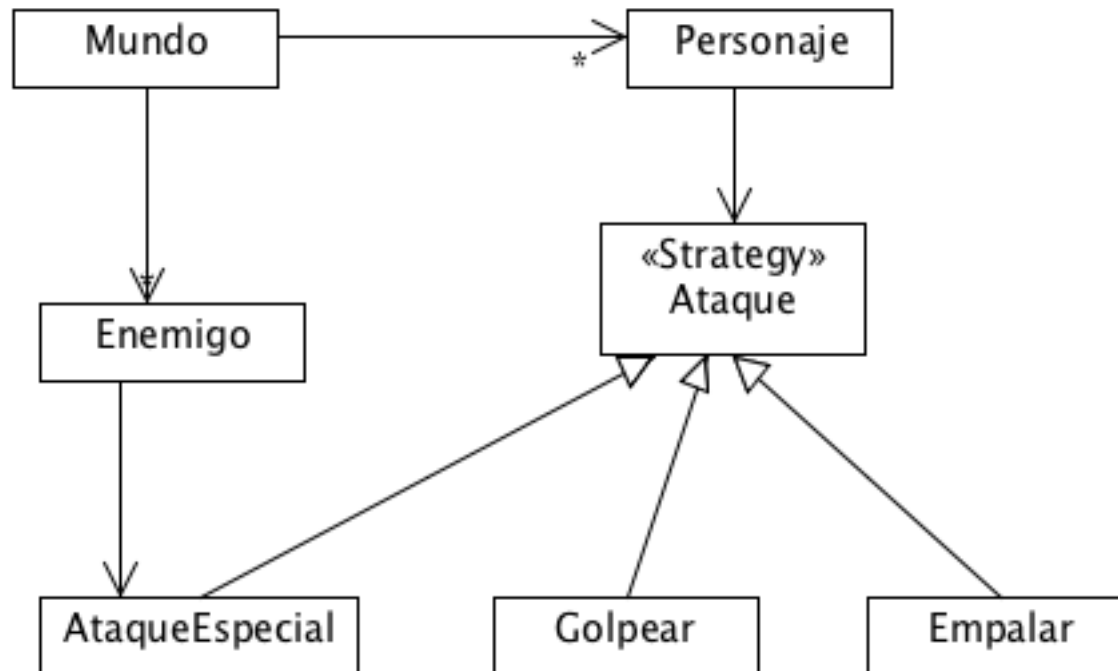 Mundo
Personaje
*
«Strategy»
Ataque
*
Enemigo
AtaqueEspecial
Golpear
Empalar